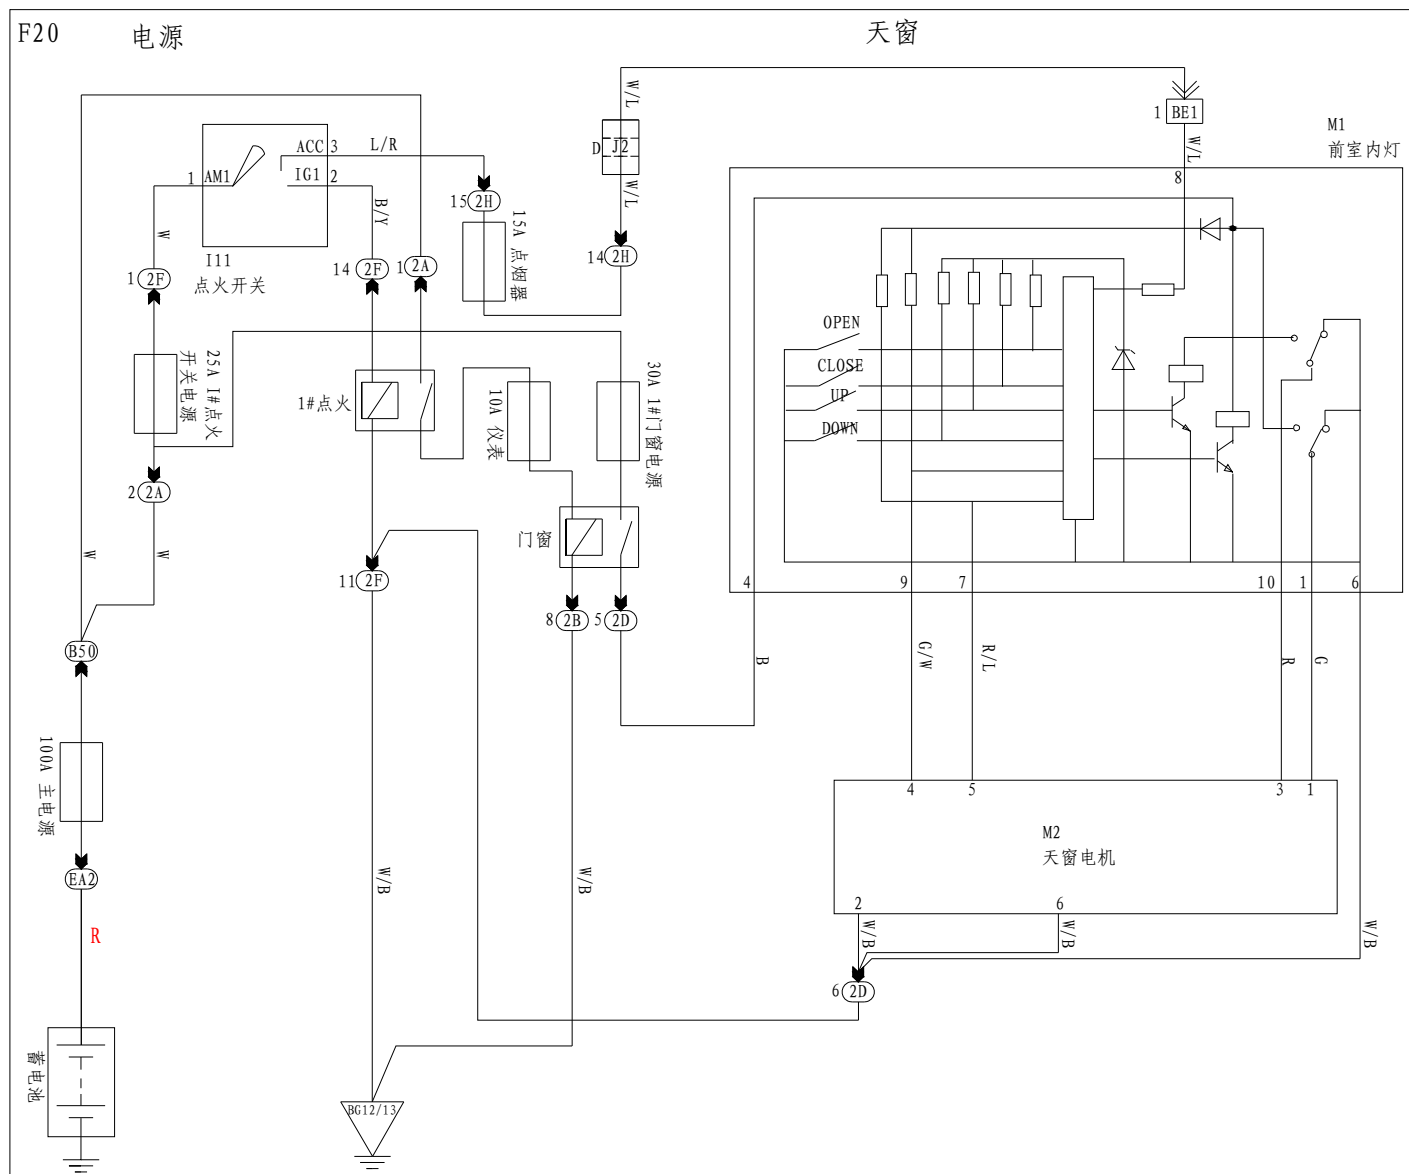 F20
电源
天窗
W/L
1
BE1
M1
前室内灯
ACC 3
L/R
D
J2
W/L
8
1
AM1
IG1 2
15
2H
W/L
B/Y
W
I11
点火开关
1
2F
14
2F
1
2A
15A 点烟器
14
2H
OPEN
CLOSE
UP
DOWN
25A I#点火
开关电源
1#点火
10A 仪表
30A 1#门窗电源
2
2A
门窗
W
W
11
2F
8
2B
5
2D
4
9
7
10
1
6
B50
B
G/W
R/L
R
G
100A 主电源
4
5
3
1
M2
天窗电机
EA2
W/B
W/B
2
6
R
W/B
W/B
W/B
6
2D
蓄电池
BG12/13